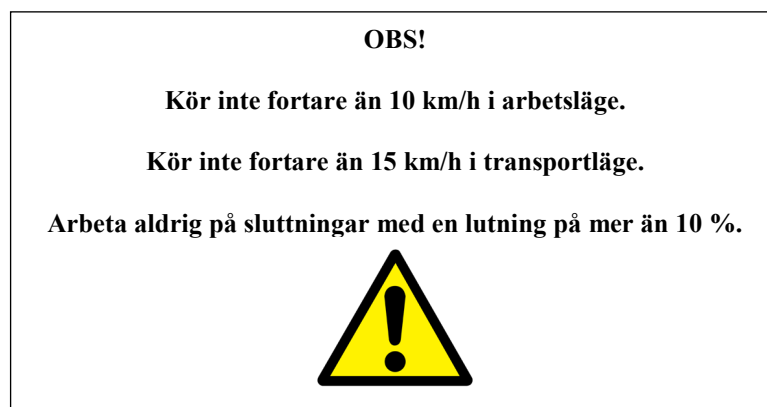 OBS!
Kör inte fortare än 10 km/h i arbetsläge.
Kör inte fortare än 15 km/h i transportläge.
Arbeta aldrig på sluttningar med en lutning på mer än 10 %.